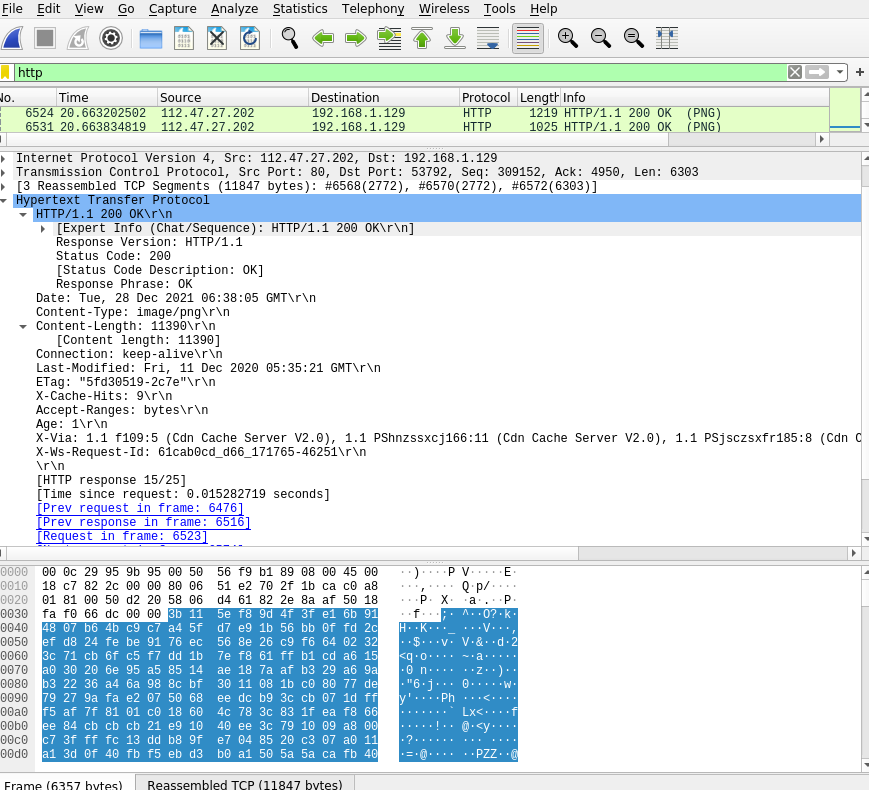 File Edit View Go Capture Analyze Statistics Telephony Wireless Tools Help
http
No. Time Source Destination Protocol Length Info
6524 20.663202502 112.47.27.202 192.168.1.129 HTTP 1219 HTTP/1.1 200 OK (PNG)
6531 20.663834819 112.47.27.202 192.168.1.129 HTTP 1025 HTTP/1.1 200 OK (PNG)
Internet Protocol Version 4, Src: 112.47.27.202, Dst: 192.168.1.129
Transmission Control Protocol, Src Port: 80, Dst Port: 53792, Seq: 309152, Ack: 4950, Len: 6303
[3 Reassembled TCP Segments (11847 bytes): #6568(2772), #6570(2772), #6572(6303)]
Hypertext Transfer Protocol
HTTP/1.1 200 OK\r\n
[Expert Info (Chat/Sequence): HTTP/1.1 200 OK\r\n]
Response Version: HTTP/1.1
Status Code: 200
[Status Code Description: OK]
Response Phrase: OK
Date: Tue, 28 Dec 2021 06:38:05 GMT\r\n
Content-Type: image/png\r\n
Content-Length: 11390\r\n
[Content length: 11390]
Connection: keep-alive\r\n
Last-Modified: Fri, 11 Dec 2020 05:35:21 GMT\r\n
ETag: "5fd30519-2c7e"\r\n
X-Cache-Hits: 9\r\n
Accept-Ranges: bytes\r\n
Age: 1\r\n
X-Via: 1.1 f109:5 (Cdn Cache Server V2.0), 1.1 PShnzssxcj166:11 (Cdn Cache Server V2.0), 1.1 PSjsczsxfr185:8 (Cdn C
X-Ws-Request-Id: 61cab0cd_d66_171765-46251\r\n
\r\n
[HTTP response 15/25]
[Time since request: 0.015282719 seconds]
[Prev request in frame: 6476]
[Prev response in frame: 6516]
[Request in frame: 6523]
0000 00 0c 29 95 9b 95 00 50 56 f9 b1 89 08 00 45 00 ··)····P V·····E·
0010 18 c7 82 2c 00 00 80 06 51 e2 70 2f 1b ca c0 a8 ···,···· Q·p/····
0020 01 81 00 50 d2 20 58 06 d4 61 82 2e 8a af 50 18 ···P· X· ·a·.··P·
0030 fa f0 66 dc 00 00 3b 11 5e f8 9d 4f 3f e1 6b 91 ··f···;· ^··O?·k·
0040 48 07 b6 4b c9 c7 a4 5f d7 e9 1b 56 bb 0f fd 2c H··K···_ ···V···,
0050 ef d8 24 fe be 91 76 ec 56 8e 26 c9 f6 64 02 32 ··$···v· V·&··d·2
0060 3c 71 cb 6f c5 f7 dd 1b 7e f8 61 ff b1 cd a6 15 <q·o···· ~·a·····
0070 a0 30 20 6e 95 a5 85 14 ae 18 7a af b3 29 a6 9a ·0 n···· ··z··)··
0080 b3 22 36 a4 6a 98 8c bf 30 11 08 1b c0 80 77 de ·"6·j··· 0·····w·
0090 79 27 9a fa e2 07 50 68 ee dc b9 3c cb 07 1d ff y'····Ph ···<····
00a0 f5 af 7f 81 01 c0 18 60 4c 78 3c 83 1f ea f8 66 ·······` Lx<····f
00b0 ee 84 cb cb cb 21 e9 10 40 ee 3c 79 10 09 a8 00 ·····!·· @·<y····
00c0 c7 3f ff fc 13 dd b8 9f e7 04 85 20 c3 07 a0 11 ·?······ ··· ····
00d0 a1 3d 0f 40 fb f5 eb d3 b0 a1 50 5a 5a ca fb 40 ·=·@···· ··PZZ··@
Frame (6357 bytes) Reassembled TCP (11847 bytes)